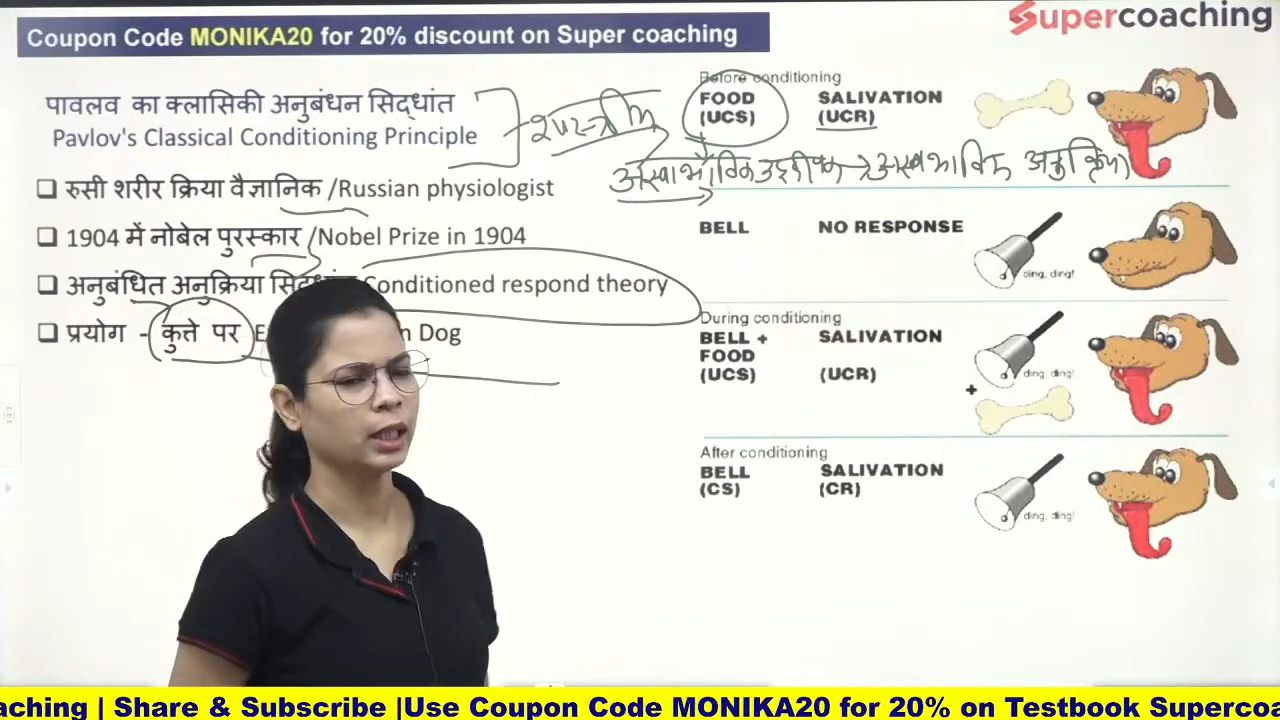 Coupon Code MONIKA20 for 20% discount on Super coaching
Supercoaching
पावलव का क्लासिकी अनुबंधन सिद्धांत
Pavlov's Classical Conditioning Principle
❑ रुसी शरीर क्रिया वैज्ञानिक /Russian physiologist
❑ 1904 में नोबेल पुरस्कार /Nobel Prize in 1904
❑ अनुबंधित अनुक्रिया Conditioned respond theory
❑ प्रयोग - कुत्ते पर Dog
Before conditioning
FOOD SALIVATION
(UCS) (UCR)
अनुक्रिया
BELL NO RESPONSE
ding, ding!
During conditioning
BELL + SALIVATION
FOOD
(UCS) (UCR)
ding, ding!
+
After conditioning
BELL SALIVATION
(CS) (CR)
ding, ding!
aching | Share & Subscribe |Use Coupon Code MONIKA20 for 20% on Testbook Supercoa